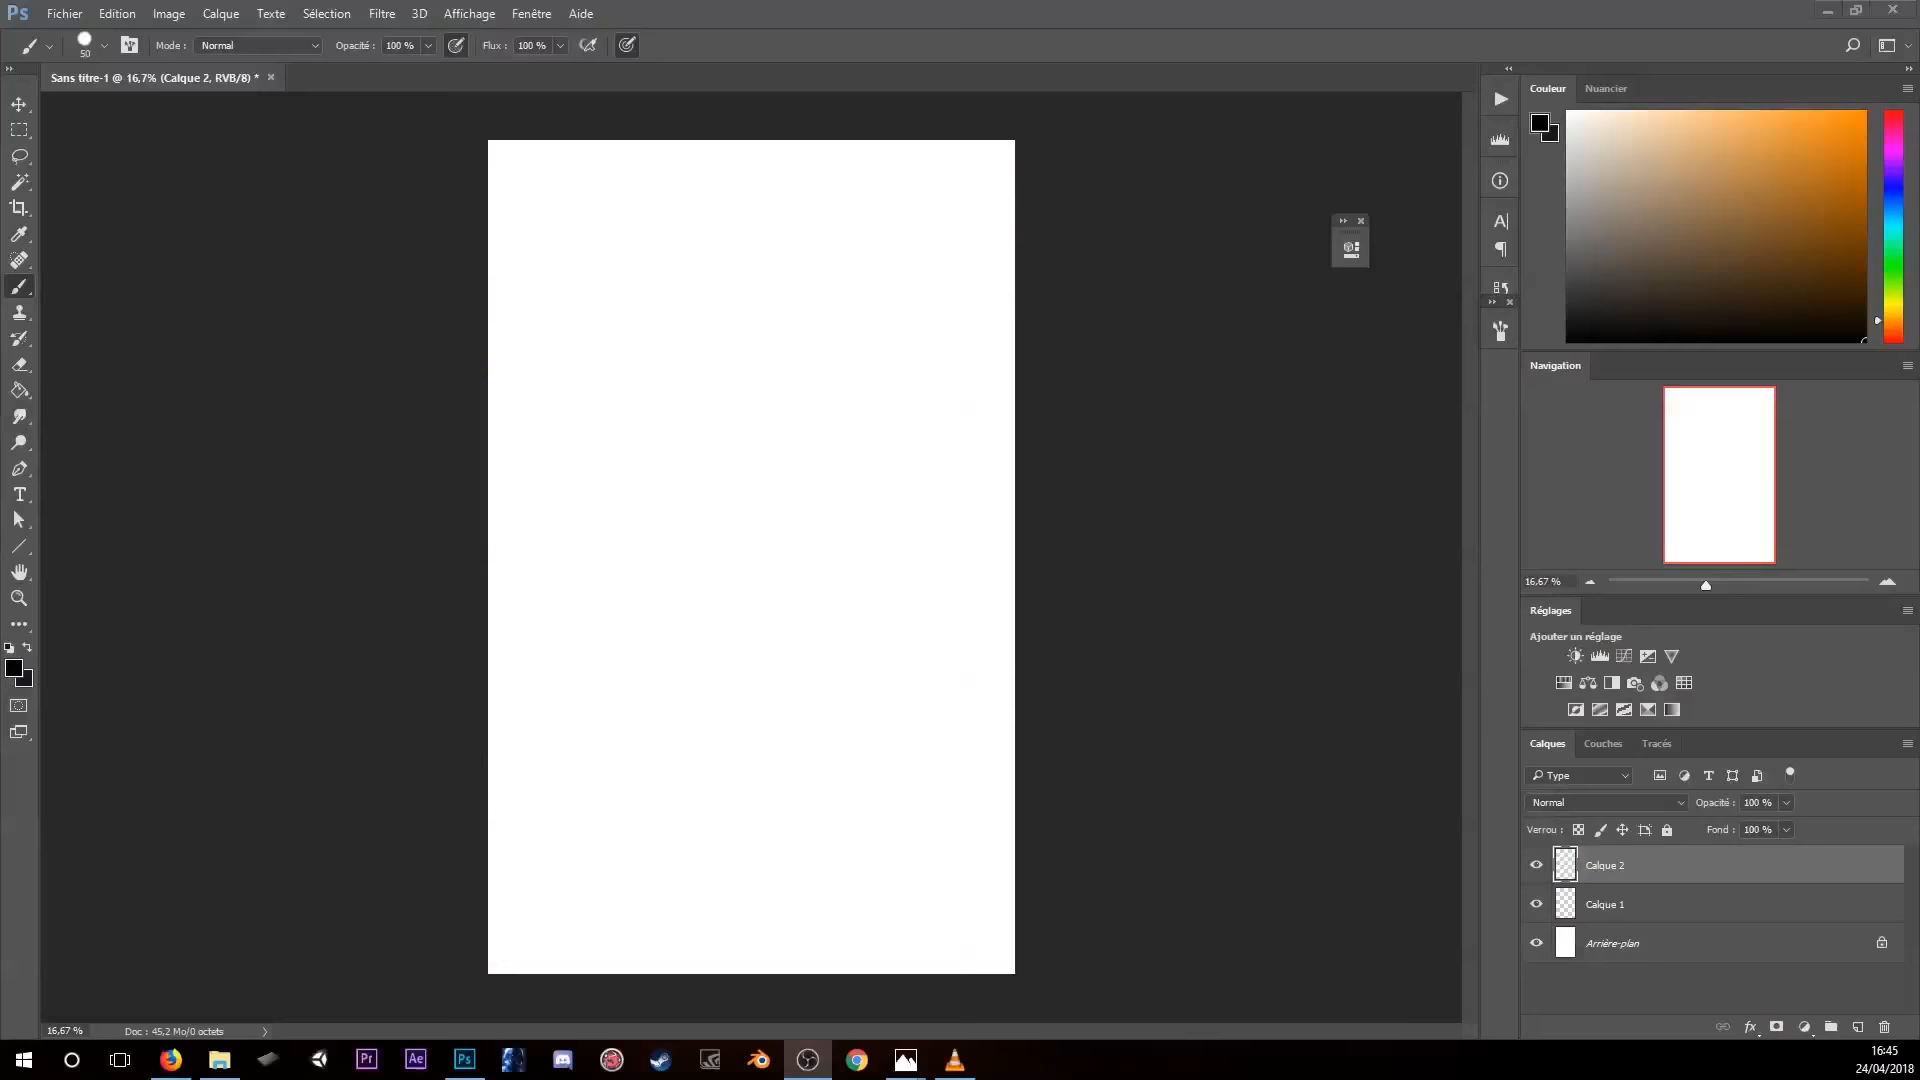 Ps Fichier Edition Image Calque Texte Sélection Filtre 3D Affichage Fenêtre Aide
50 Mode : Normal Opacité : 100 % Flux : 100 %
Sans titre-1 @ 16,7% (Calque 2, RVB/8) *
Couleur Nuancier
Navigation
16,67 %
Réglages
Ajouter un réglage
Calques Couches Tracés
Type
Normal Opacité : 100 %
Verrou : Fond : 100 %
Calque 2
Calque 1
Arrière-plan
fx
16,67 % Doc : 45,2 Mo/0 octets
Pr Ae Ps
16:45
24/04/2018